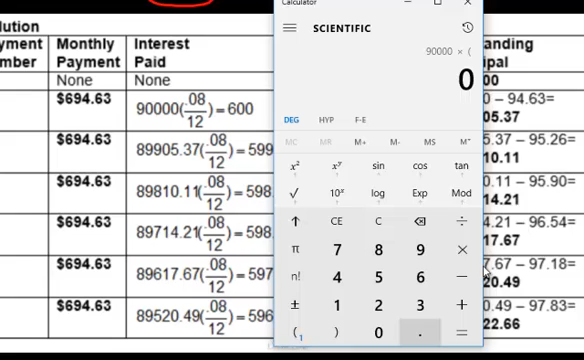 lution
Calculator
yment Monthly Interest anding
mber Payment Paid ipal
None None 00
SCIENTIFIC
90000 × (
0
DEG HYP F-E
MC MR M+ M- MS M˅
x² xʸ sin cos tan
√ 10ˣ log Exp Mod
↑ CE C ⌫ ÷
π 7 8 9 ×
n! 4 5 6 −
± 1 2 3 +
(₁ ) 0 . =
$694.63 90000(.08/12)=600 0 – 94.63=
05.37
$694.63 89905.37(.08/12)=599 5.37 - 95.26=
10.11
$694.63 89810.11(.08/12)=598. 0.11 - 95.90=
14.21
$694.63 89714.21(.08/12)=598. 4.21 - 96.54=
17.67
$694.63 89617.67(.08/12)=597 7.67 - 97.18=
20.49
$694.63 89520.49(.08/12)=596 0.49 - 97.83=
22.66